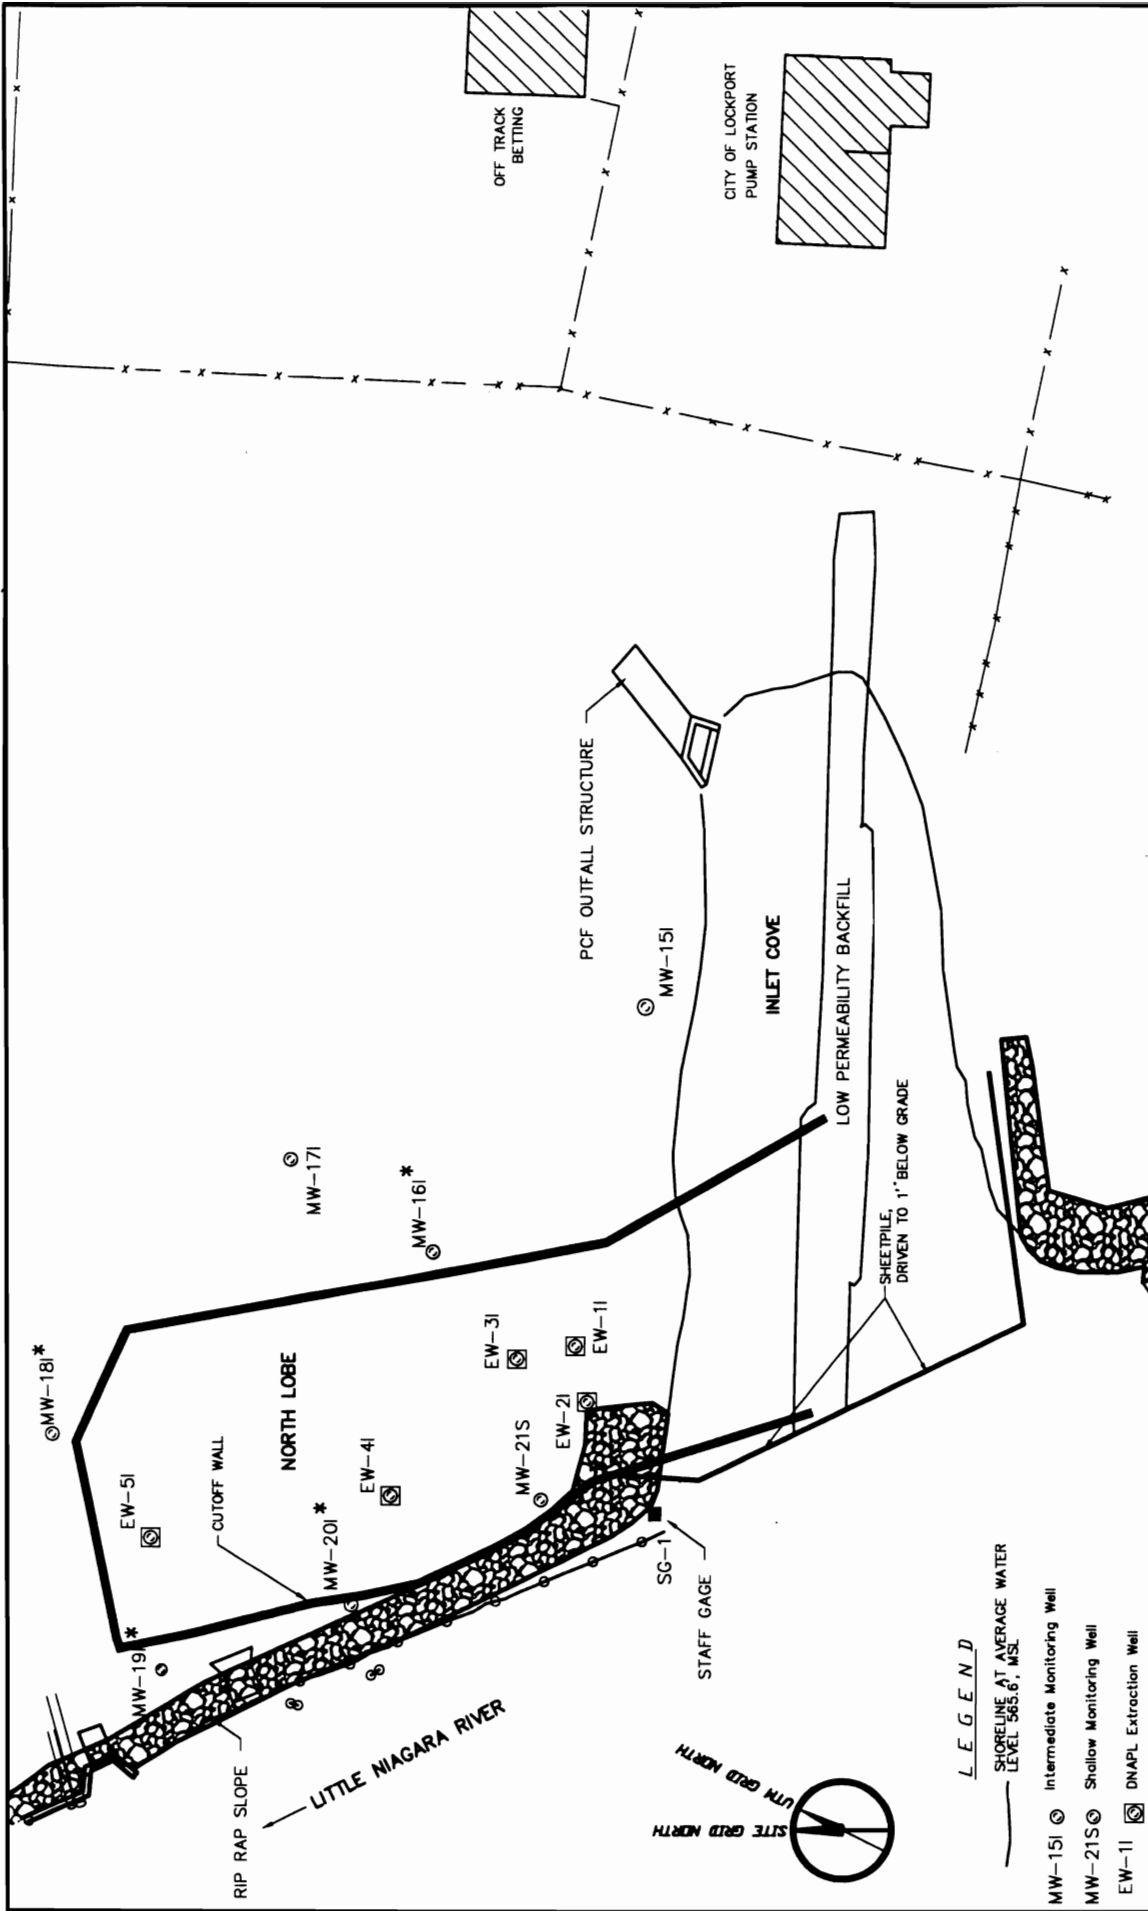 OFF TRACK
BETTING
CITY OF LOCKPORT
PUMP STATION
PCF OUTFALL STRUCTURE
MW-15I
INLET COVE
LOW PERMEABILITY BACKFILL
MW-17I
MW-16I*
SHEETPILE,
DRIVEN TO 1' BELOW GRADE
MW-18I*
NORTH LOBE
EW-3I
EW-1I
EW-2I
MW-21S
EW-4I
EW-5I
CUTOFF WALL
MW-20I*
MW-19I*
SG-1
STAFF GAGE
RIP RAP SLOPE
LITTLE NIAGARA RIVER
SITE GRID NORTH
UTM GRID NORTH
LEGEND
SHORELINE AT AVERAGE WATER
LEVEL 565.6', MSL
MW-15I Intermediate Monitoring Well
MW-21S Shallow Monitoring Well
EW-1I DNAPL Extraction Well